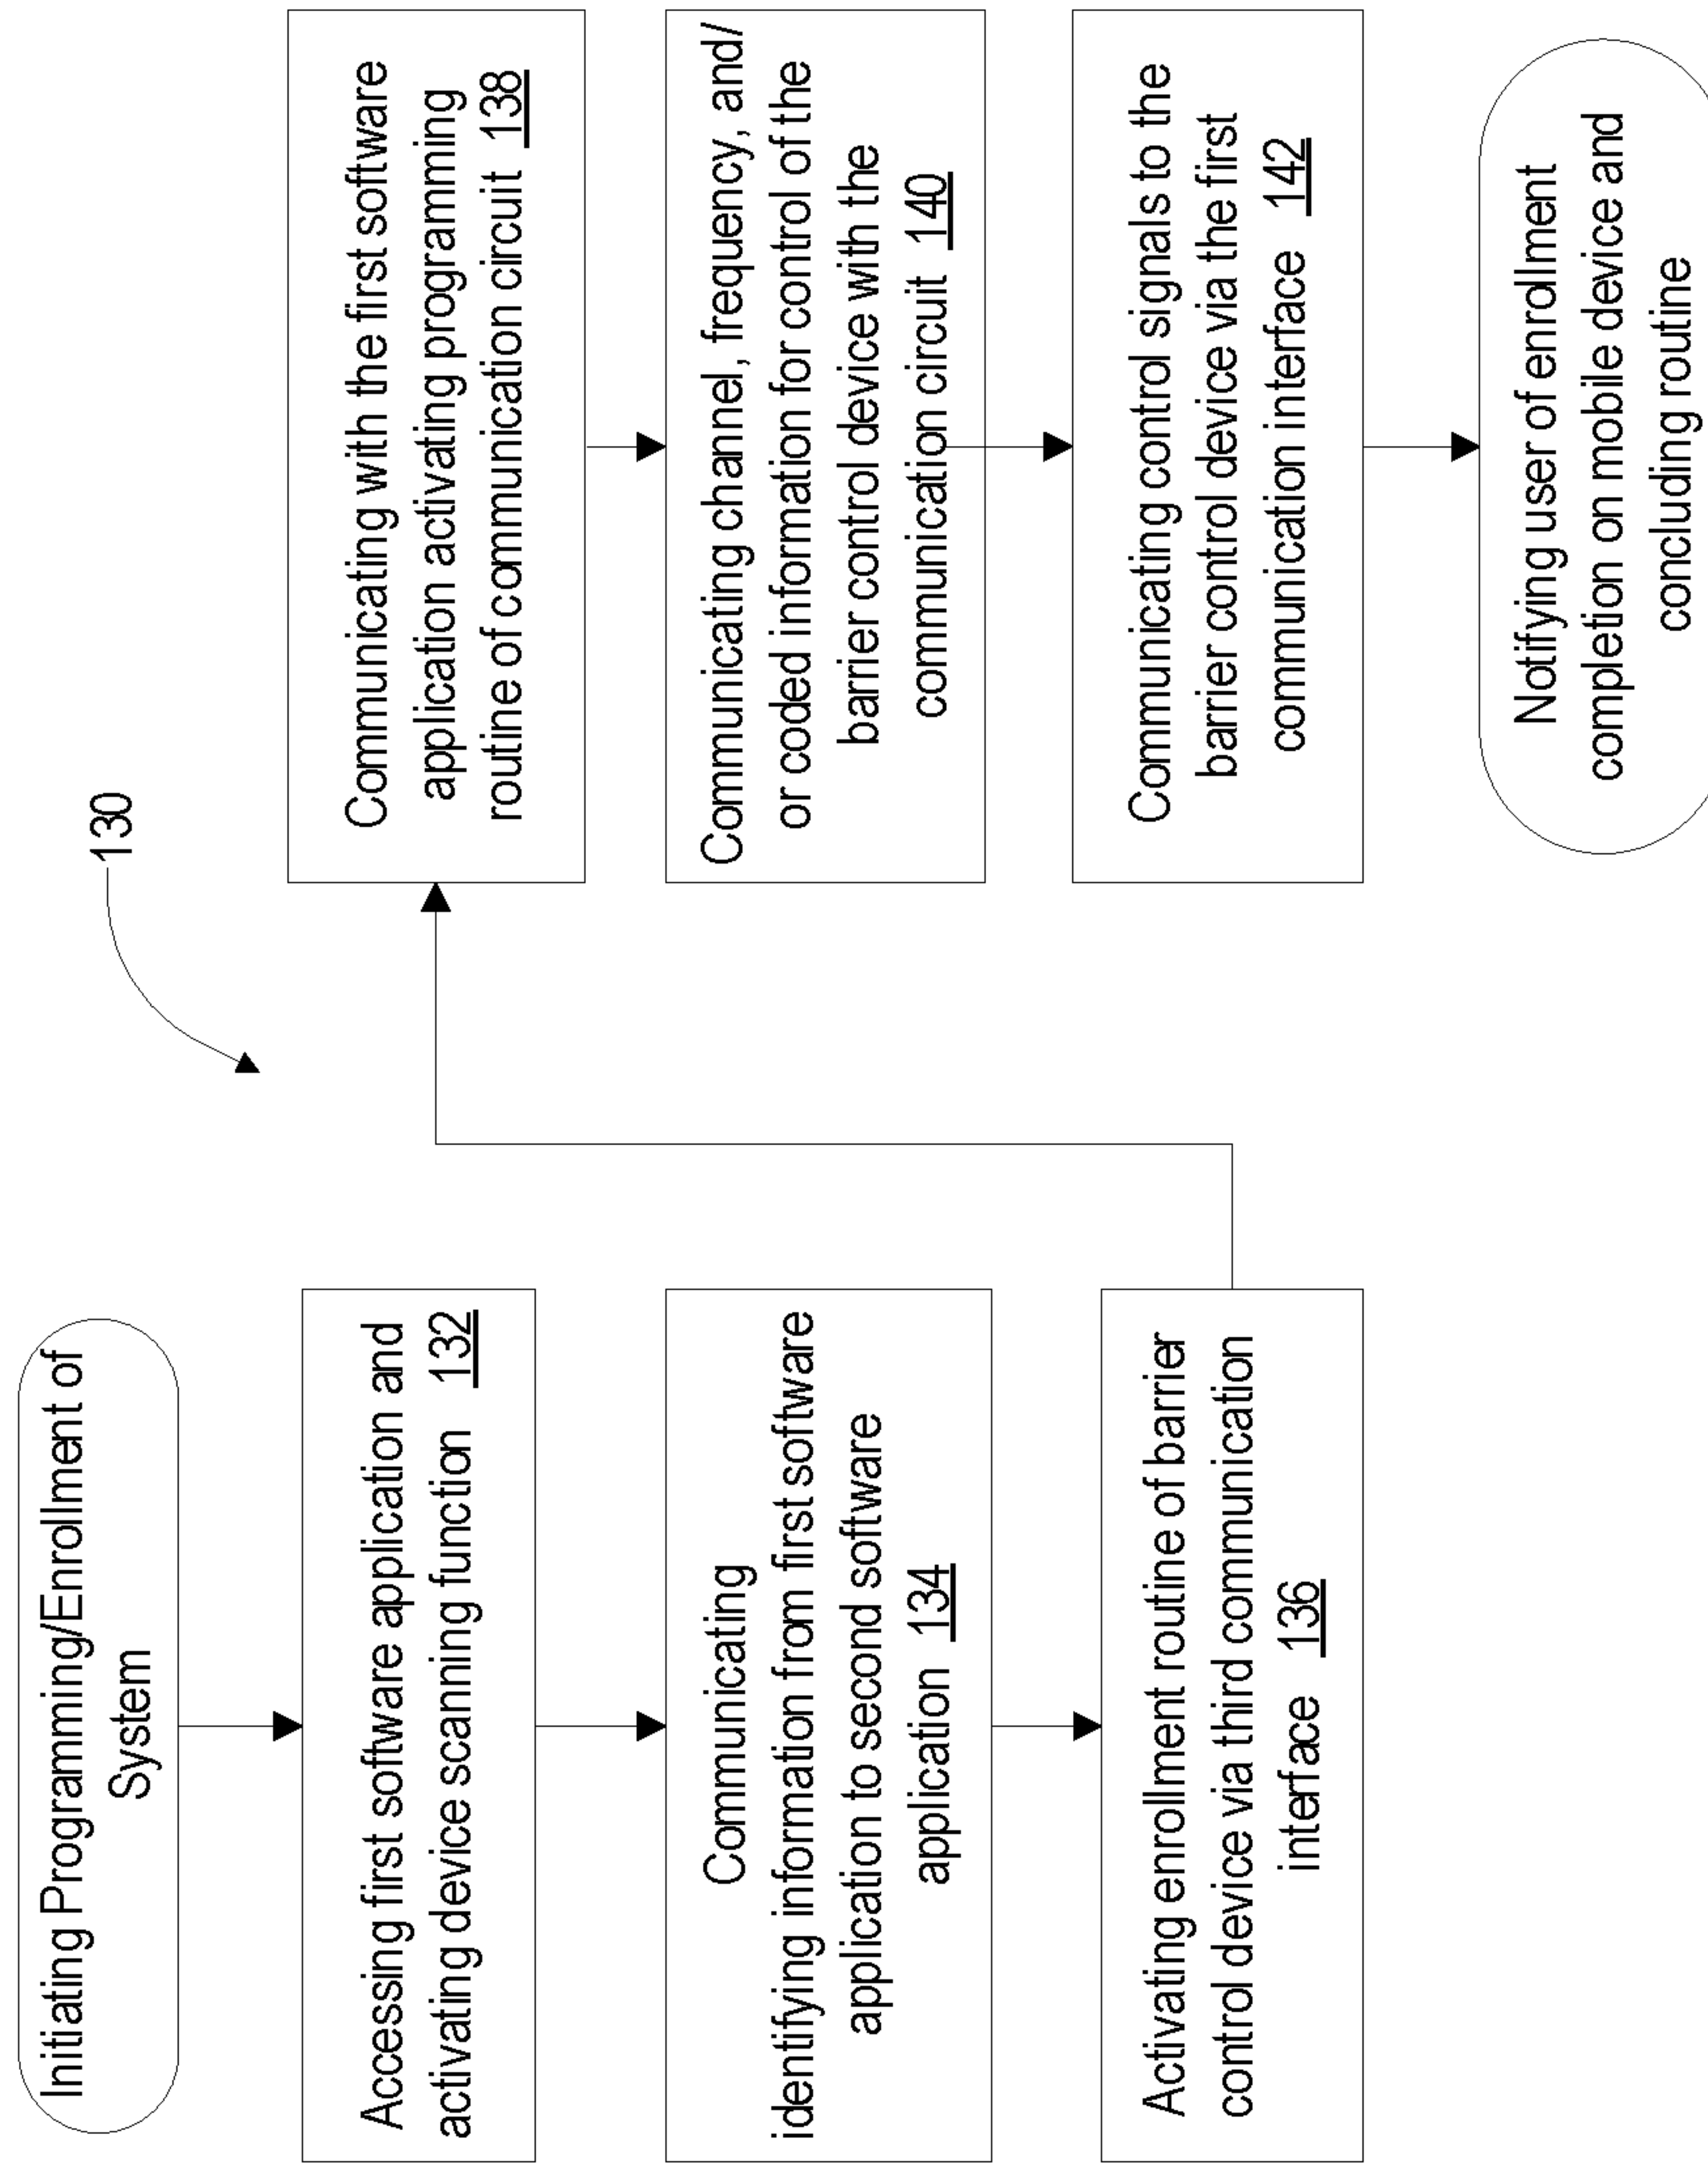 130
Initiating Programming/Enrollment of
System
Accessing first software application and
activating device scanning function 132
Communicating
identifying information from first software
application to second software
application 134
Activating enrollment routine of barrier
control device via third communication
interface 136
Communicating with the first software
application activating programming
routine of communication circuit 138
Communicating channel, frequency, and/
or coded information for control of the
barrier control device with the
communication circuit 140
Communicating control signals to the
barrier control device via the first
communication interface 142
Notifying user of enrollment
completion on mobile device and
concluding routine